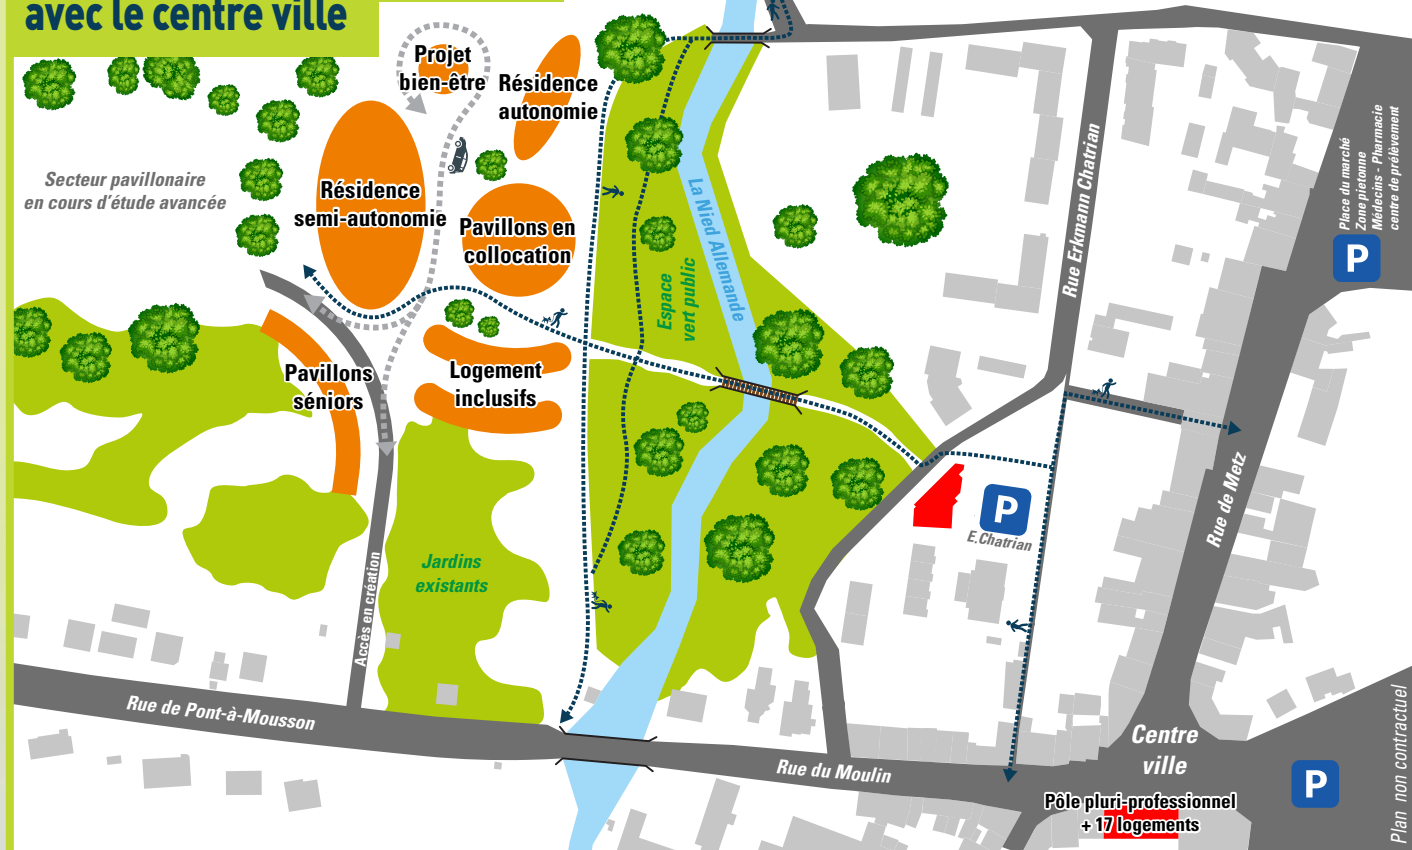 avec le centre ville
Projet
bien-être
Résidence
autonomie
Secteur pavillonaire
en cours d'étude avancée
Résidence
semi-autonomie
Pavillons en
collocation
La Nied Allemande
Espace
vert public
Rue Erkmann Chatrian
Place du marché
Zone pietonne
Médecins - Pharmacie
centre de prélèvement
P
Pavillons
séniors
Logement
inclusifs
Rue de Metz
P
E.Chatrian
Jardins
existants
Accès en création
Rue de Pont-à-Mousson
Rue du Moulin
Centre
ville
P
Pôle pluri-professionnel
+ 17 logements
Plan non contractuel